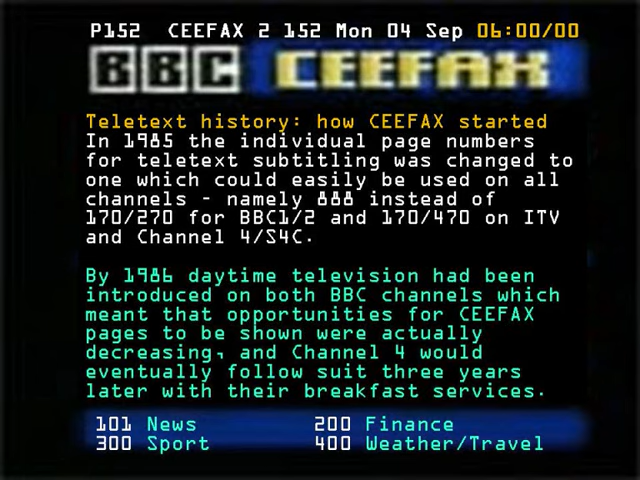 P152 CEEFAX 2 152 Mon 04 Sep 06:00/00
BBC CEEFAX
Teletext history: how CEEFAX started
In 1985 the individual page numbers
for teletext subtitling was changed to
one which could easily be used on all
channels - namely 888 instead of
170/270 for BBC1/2 and 170/470 on ITV
and Channel 4/S4C.
By 1986 daytime television had been
introduced on both BBC channels which
meant that opportunities for CEEFAX
pages to be shown were actually
decreasing, and Channel 4 would
eventually follow suit three years
later with their breakfast services.
101 News 200 Finance
300 Sport 400 Weather/Travel